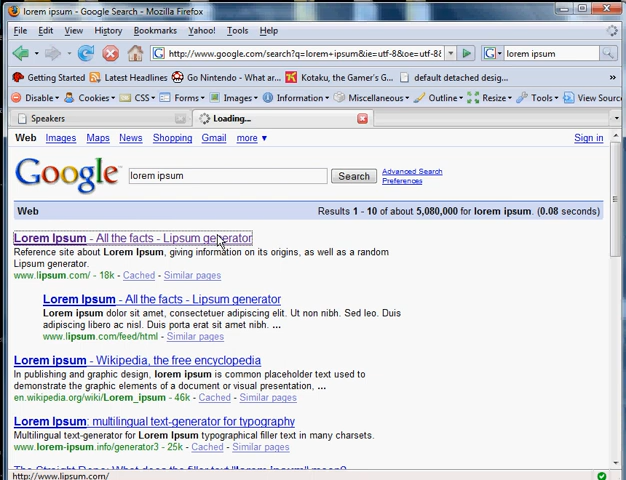 lorem ipsum - Google Search - Mozilla Firefox
File Edit View History Bookmarks Yahoo! Tools Help
http://www.google.com/search?q=lorem+ipsum&ie=utf-8&oe=utf-8& lorem ipsum
Getting Started Latest Headlines Go Nintendo - What ar... Kotaku, the Gamer's G... default detached desig...
Disable Cookies CSS Forms Images Information Miscellaneous Outline Resize Tools View Source
Speakers Loading...
Web Images Maps News Shopping Gmail more ▼ Sign in
Google lorem ipsum Search Advanced Search
Preferences
Web Results 1 - 10 of about 5,080,000 for lorem ipsum. (0.08 seconds)
Lorem Ipsum - All the facts - Lipsum generator
Reference site about Lorem Ipsum, giving information on its origins, as well as a random
Lipsum generator.
www.lipsum.com/ - 18k - Cached - Similar pages
Lorem Ipsum - All the facts - Lipsum generator
Lorem ipsum dolor sit amet, consectetuer adipiscing elit. Ut non nibh. Sed leo. Duis
adipiscing libero ac nisl. Duis porta erat sit amet nibh. ...
www.lipsum.com/feed/html - Similar pages
Lorem ipsum - Wikipedia, the free encyclopedia
In publishing and graphic design, lorem ipsum is common placeholder text used to
demonstrate the graphic elements of a document or visual presentation, ...
en.wikipedia.org/wiki/Lorem_ipsum - 46k - Cached - Similar pages
Lorem Ipsum: multilingual text-generator for typography
Multilingual text-generator for Lorem Ipsum typographical filler text in many charsets.
www.lorem-ipsum.info/generator3 - 25k - Cached - Similar pages
The Straight Dope: What does the filler text "lorem ipsum" mean?
http://www.lipsum.com/